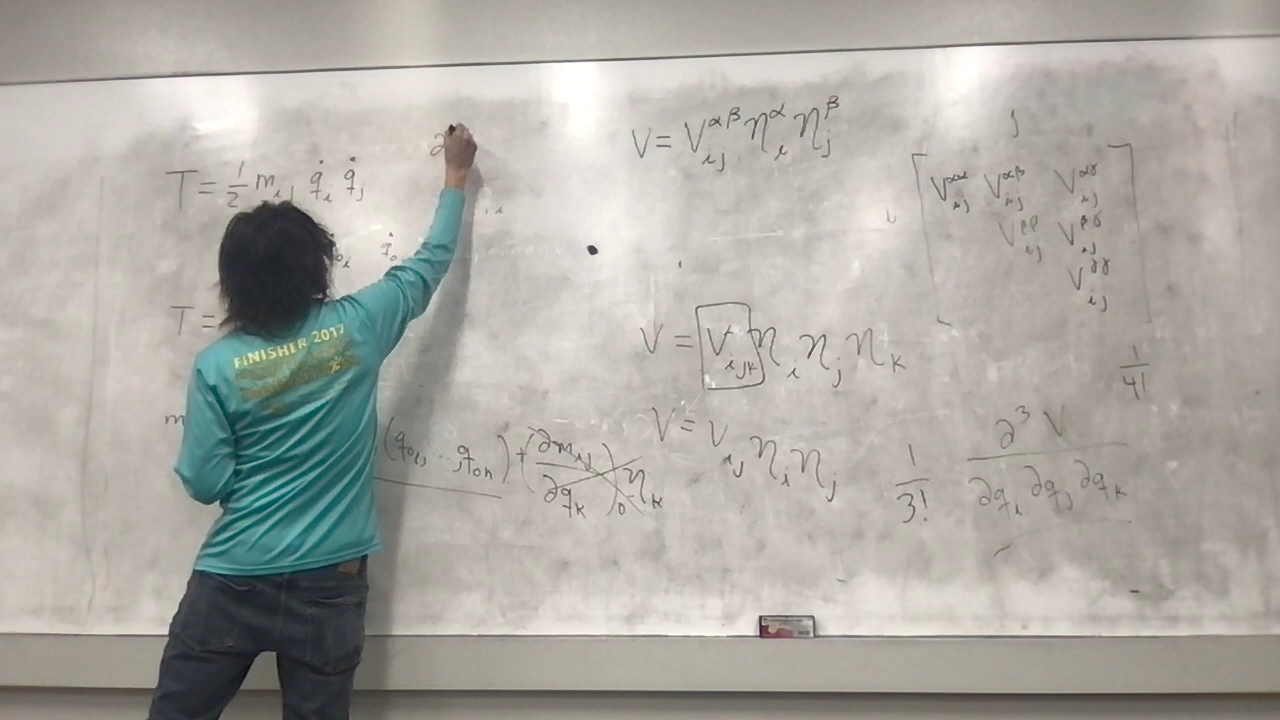 T = 1/2 m_ij q̇_i q̇_j
∂
q̇_0
T =
FINISHER 2017
m
(q_01, ..., q_0n) + (∂m_ij/∂q_k)_0 η_k
V = V_ij^αβ η_i^α η_j^β
j
i
V_ij^αα V_ij^αβ V_ij^αγ
V_ij^ββ V_ij^βγ
V_ij^γγ
V = V_ijk η_i η_j η_k
1/4!
V = V_ij η_i η_j
1/3! ∂^3 V/∂q_i ∂q_j ∂q_k